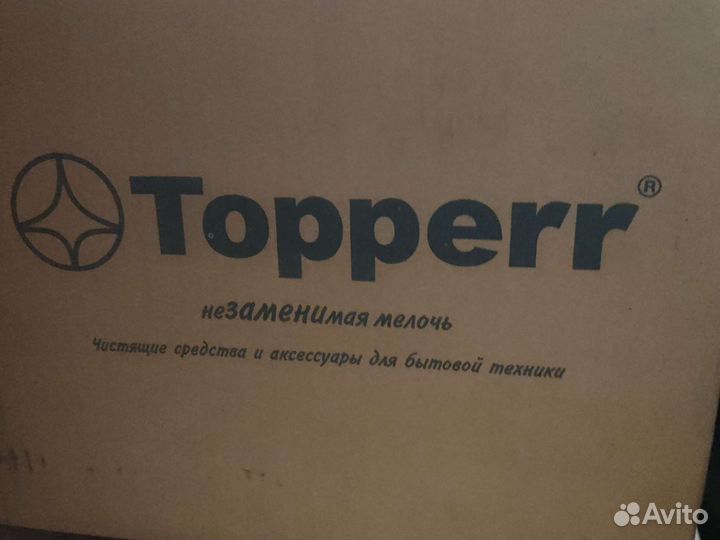 Topperr®
неЗАМЕНИмая мелочь
Чистящие средства и аксессуары для бытовой техники
Avito